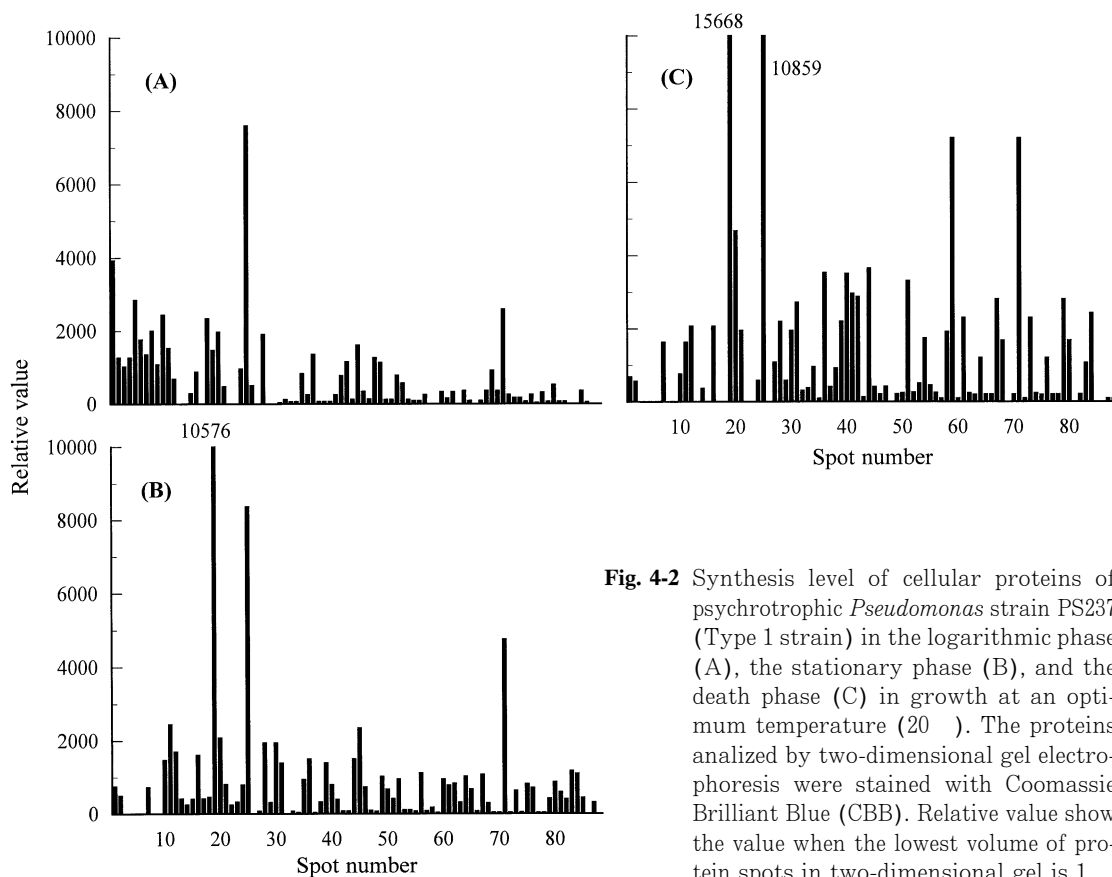 10000
8000
6000
4000
2000
0
(A)
15668
10859
(C)
10 20 30 40 50 60 70 80
Spot number
Relative value
10576
10000
8000
6000
4000
2000
0
(B)
10 20 30 40 50 60 70 80
Spot number
Fig. 4-2 Synthesis level of cellular proteins of
psychrotrophic Pseudomonas strain PS237
(Type 1 strain) in the logarithmic phase
(A), the stationary phase (B), and the
death phase (C) in growth at an opti-
mum temperature (20 ). The proteins
analized by two-dimensional gel electro-
phoresis were stained with Coomassie
Brilliant Blue (CBB). Relative value show
the value when the lowest volume of pro-
tein spots in two-dimensional gel is 1